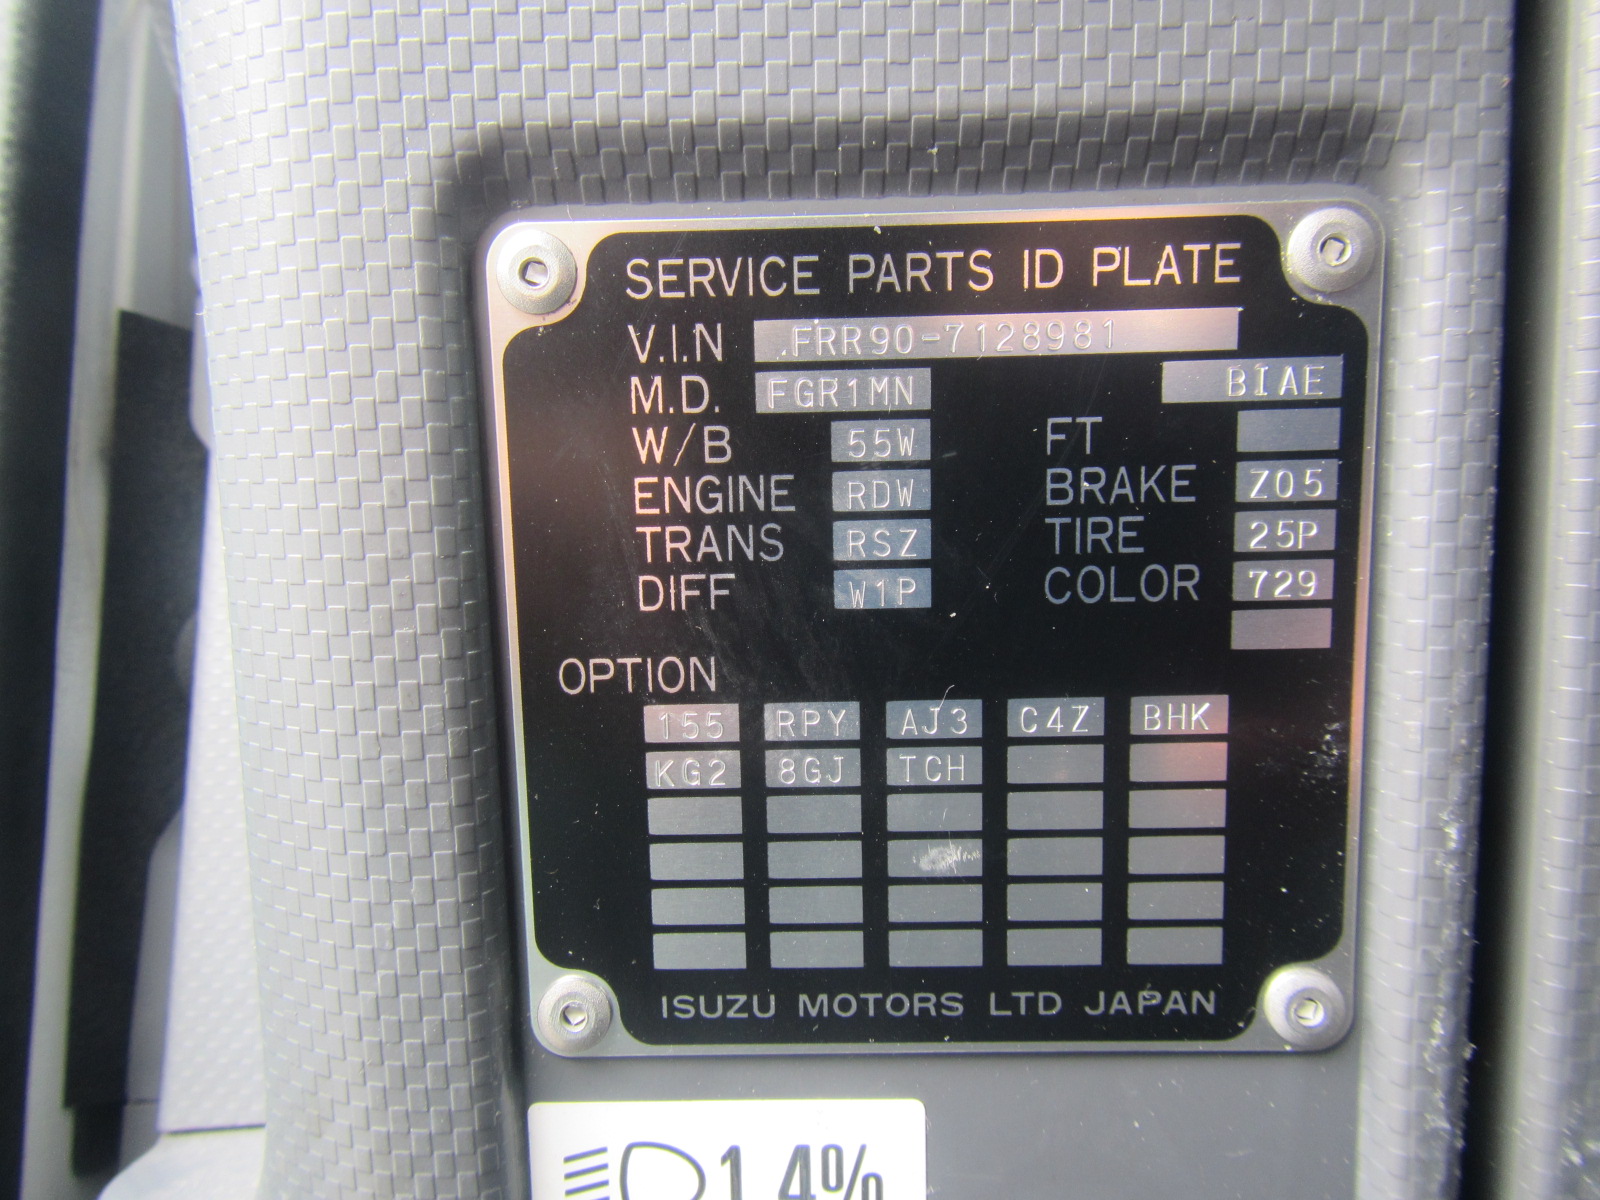 SERVICE PARTS ID PLATE
V.I.N FRR90-7128981
M.D. FGR1MN BIAE
W/B 55W FT
ENGINE RDW BRAKE Z05
TRANS RSZ TIRE 25P
DIFF W1P COLOR 729
OPTION
155 RPY AJ3 C4Z BHK
KG2 8GJ TCH
ISUZU MOTORS LTD JAPAN
1.4%